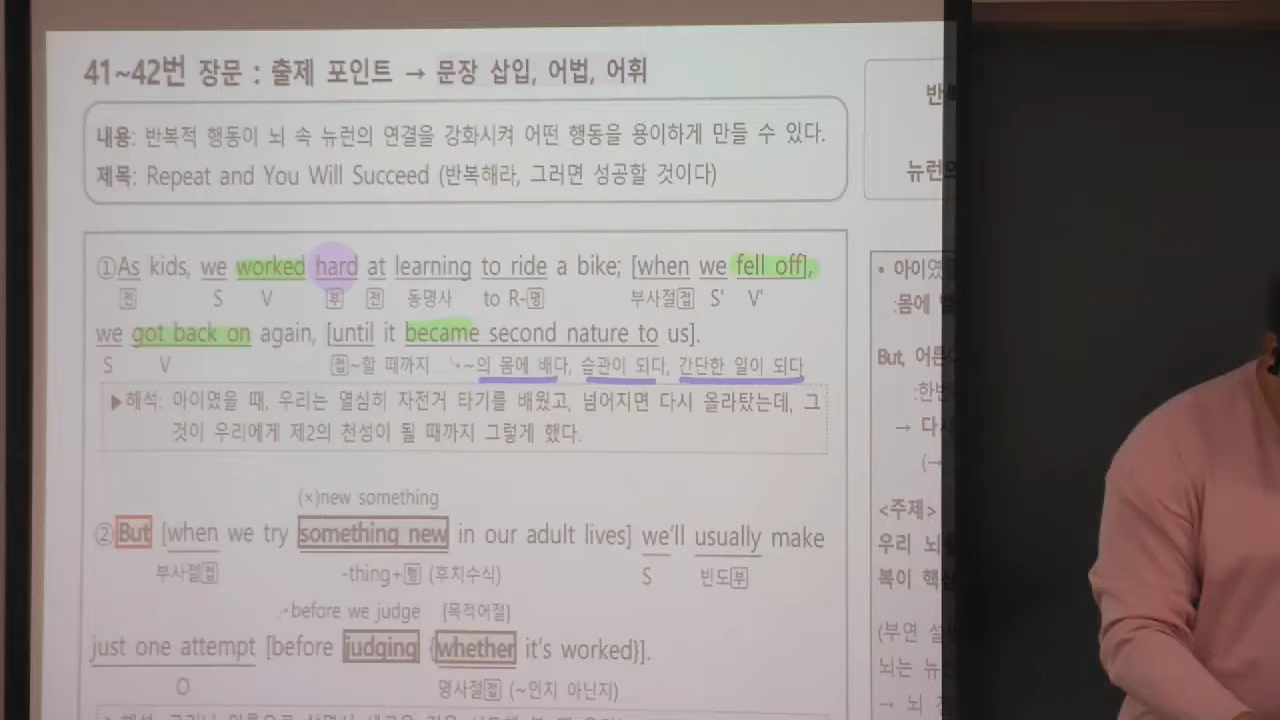 41~42번 장문 : 출제 포인트 → 문장 삽입, 어법, 어휘
내용: 반복적 행동이 뇌 속 뉴런의 연결을 강화시켜 어떤 행동을 용이하게 만들 수 있다.
제목: Repeat and You Will Succeed (반복해라, 그러면 성공할 것이다)
①As kids, we worked hard at learning to ride a bike; [when we fell off],
전 S V 부 전 동명사 to R-명 부사절접 S' V'
we got back on again, [until it became second nature to us].
S V 접~할 때까지 ~의 몸에 배다, 습관이 되다, 간단한 일이 되다
▶해석: 아이였을 때, 우리는 열심히 자전거 타기를 배웠고, 넘어지면 다시 올라탔는데, 그
것이 우리에게 제2의 천성이 될 때까지 그렇게 했다.
(×)new something
②But [when we try something new in our adult lives] we'll usually make
부사절접 -thing+형 (후치수식) S 빈도부
before we judge (목적어절)
just one attempt [before judging {whether it's worked}].
O 명사절접 (~인지 아닌지)
뉴런의
• 아이였
:몸에
But, 어른
:한번
→ 다시
(→
<주제>
우리 뇌
복이 핵
(부연 설
뇌는 뉴
→ 뇌